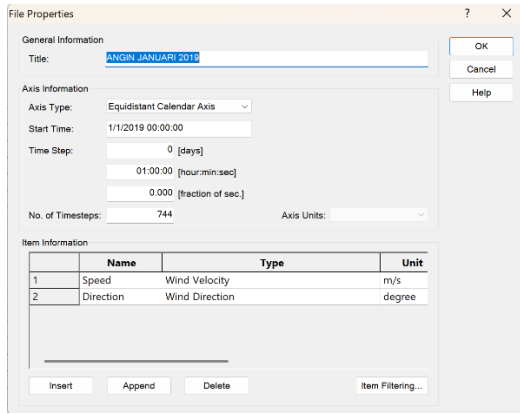 File Properties ? ×
General Information
Title: ANGIN JANUARI 2019
OK
Cancel
Help
Axis Information
Axis Type: Equidistant Calendar Axis
Start Time: 1/1/2019 00:00:00
Time Step: 0 [days]
01:00:00 [hour:min:sec]
0.000 [fraction of sec.]
No. of Timesteps: 744 Axis Units:
Item Information
Name Type Unit
1 Speed Wind Velocity m/s
2 Direction Wind Direction degree
Insert Append Delete Item Filtering...